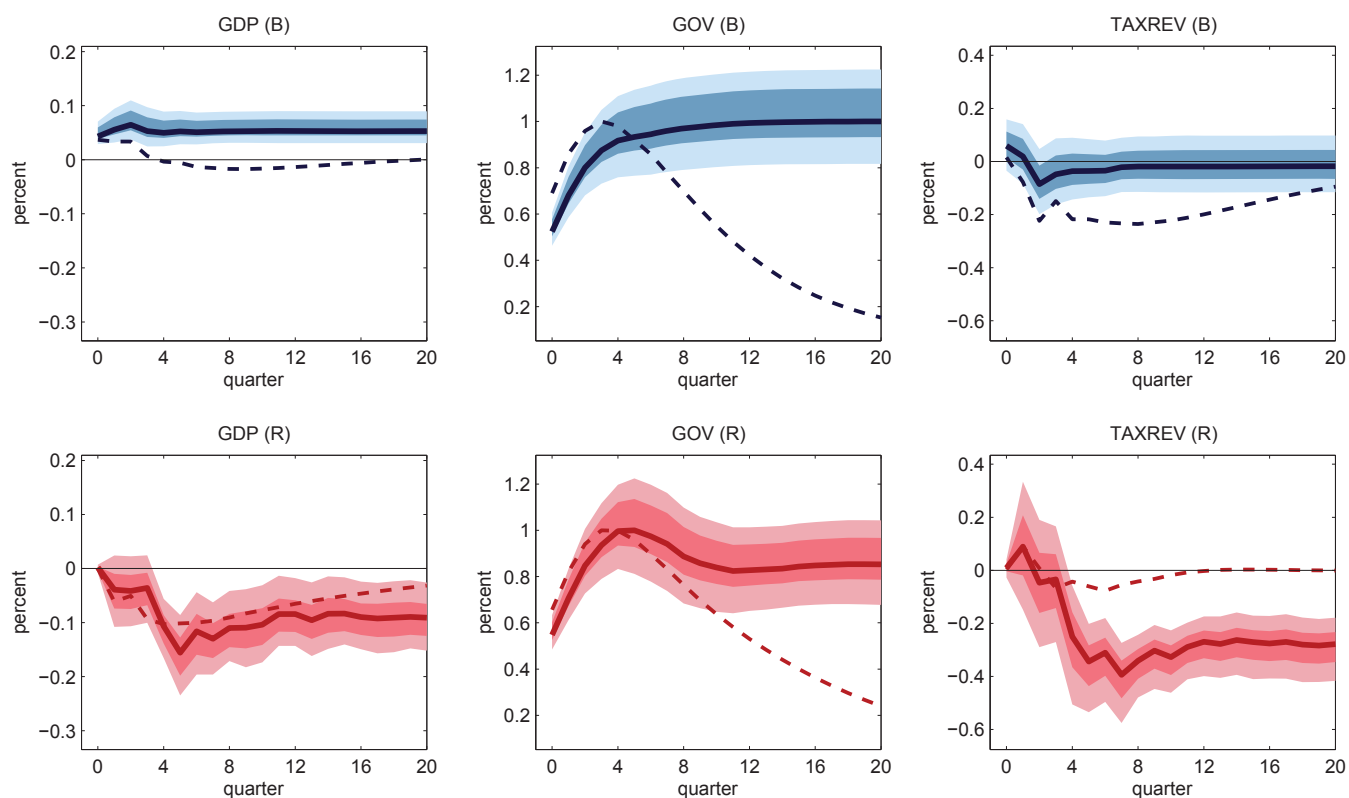 GDP (B)
GOV (B)
TAXREV (B)
percent
0.2
0.1
0
−0.1
−0.2
−0.3
0 4 8 12 16 20
quarter
percent
1.2
1
0.8
0.6
0.4
0.2
0 4 8 12 16 20
quarter
percent
0.4
0.2
0
−0.2
−0.4
−0.6
0 4 8 12 16 20
quarter
GDP (R)
GOV (R)
TAXREV (R)
percent
0.2
0.1
0
−0.1
−0.2
−0.3
0 4 8 12 16 20
quarter
percent
1.2
1
0.8
0.6
0.4
0.2
0 4 8 12 16 20
quarter
percent
0.4
0.2
0
−0.2
−0.4
−0.6
0 4 8 12 16 20
quarter